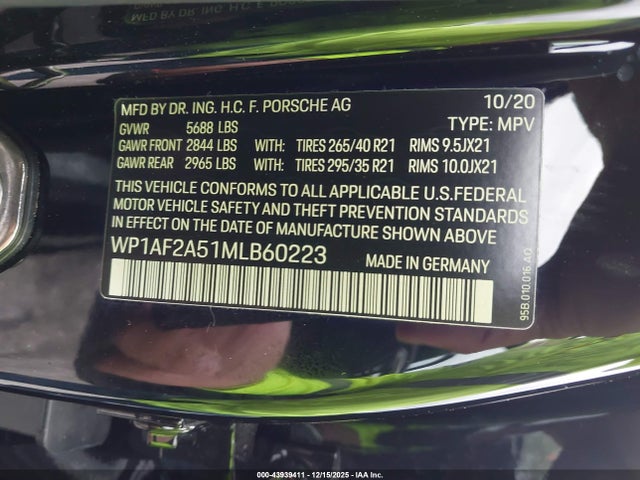 MFD BY DR. ING. H.C. F. PORSCHE AG 10/20
GVWR 5688 LBS TYPE: MPV
GAWR FRONT 2844 LBS WITH: TIRES 265/40 R21 RIMS 9.5JX21
GAWR REAR 2965 LBS WITH: TIRES 295/35 R21 RIMS 10.0JX21
THIS VEHICLE CONFORMS TO ALL APPLICABLE U.S.FEDERAL
MOTOR VEHICLE SAFETY AND THEFT PREVENTION STANDARDS
IN EFFECT ON THE DATE OF MANUFACTURE SHOWN ABOVE
WP1AF2A51MLB60223 MADE IN GERMANY
95B.010.016.AQ
000-43939411 - 12/15/2025 - IAA Inc.